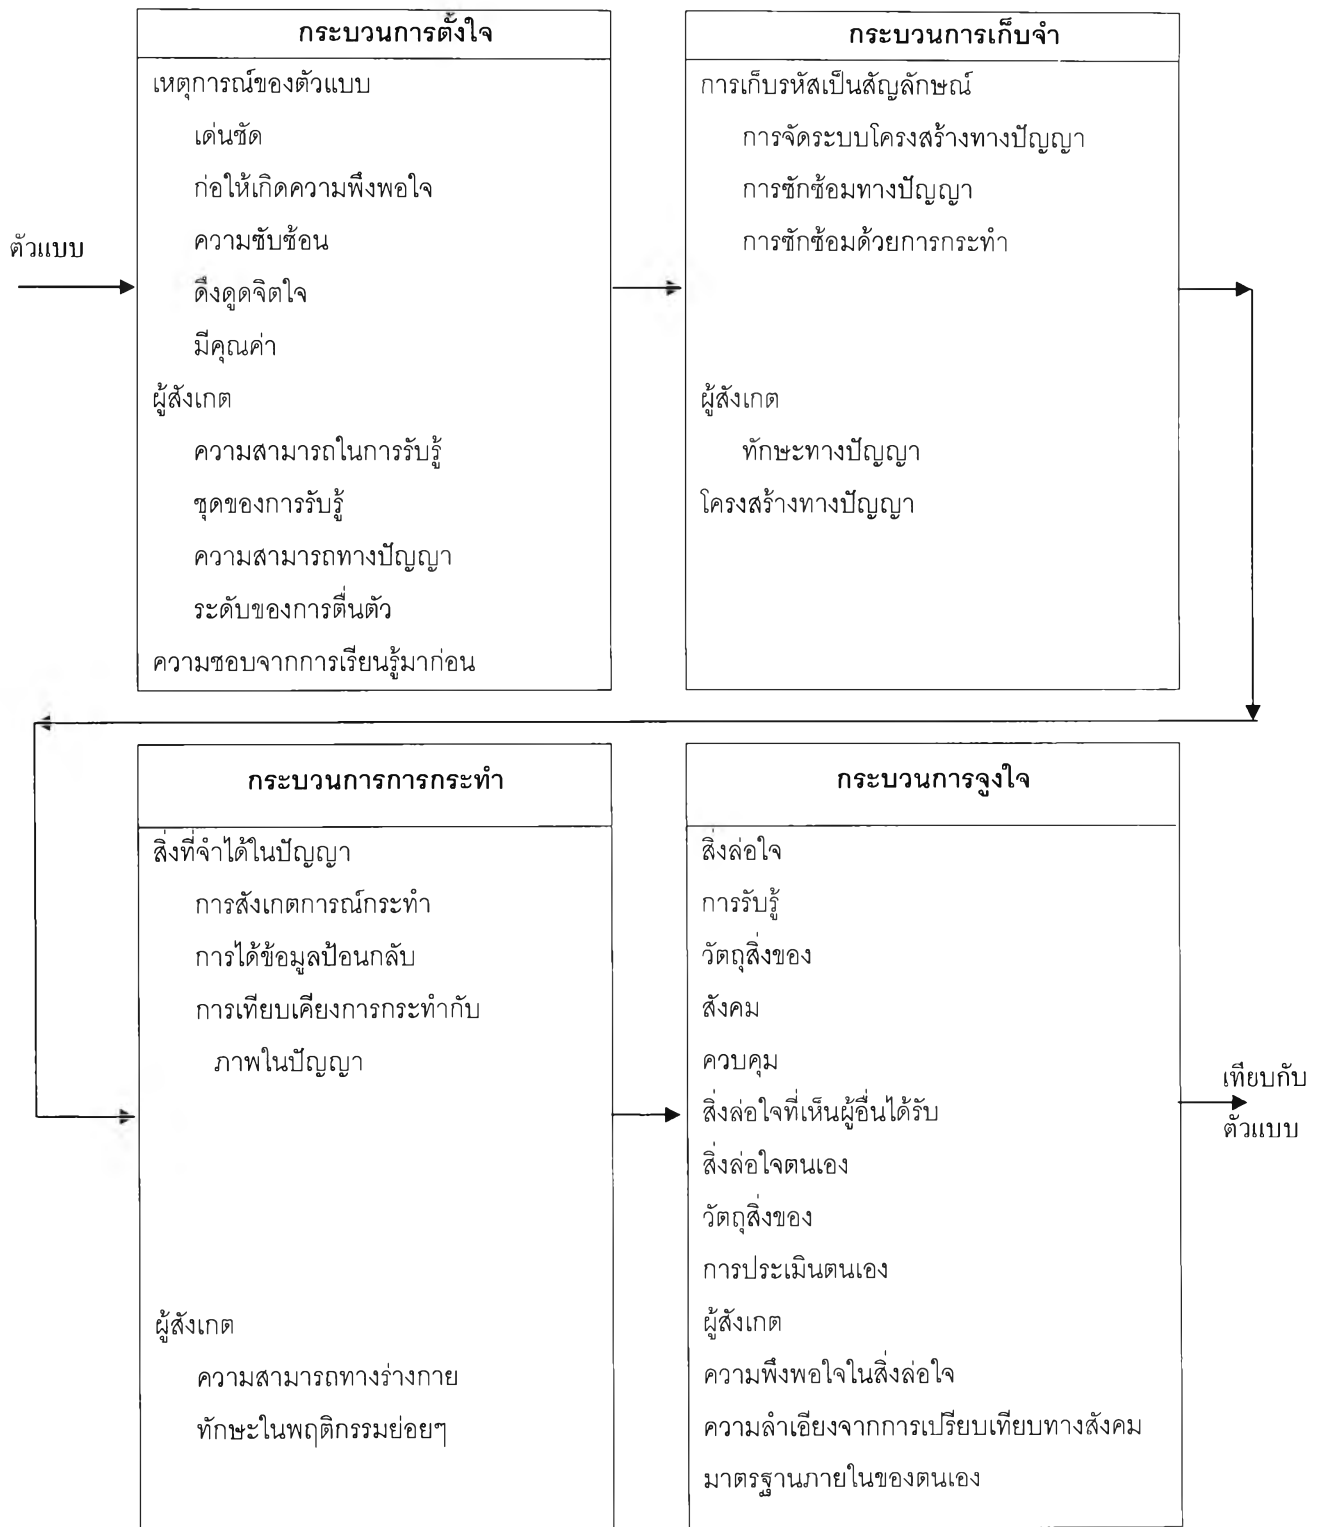 ตัวแบบ
กระบวนการตั้งใจ
เหตุการณ์ของตัวแบบ
เด่นชัด
ก่อให้เกิดความพึงพอใจ
ความซับซ้อน
ดึงดูดจิตใจ
มีคุณค่า
ผู้สังเกต
ความสามารถในการรับรู้
ชุดของการรับรู้
ความสามารถทางปัญญา
ระดับของการตื่นตัว
ความชอบจากการเรียนรู้มาก่อน
กระบวนการเก็บจำ
การเก็บรหัสเป็นสัญลักษณ์
การจัดระบบโครงสร้างทางปัญญา
การซักซ้อมทางปัญญา
การซักซ้อมด้วยการกระทำ
ผู้สังเกต
ทักษะทางปัญญา
โครงสร้างทางปัญญา
กระบวนการการกระทำ
สิ่งที่จำได้ในปัญญา
การสังเกตการณ์กระทำ
การได้ข้อมูลป้อนกลับ
การเทียบเคียงการกระทำกับ
ภาพในปัญญา
ผู้สังเกต
ความสามารถทางร่างกาย
ทักษะในพฤติกรรมย่อยๆ
กระบวนการจูงใจ
สิ่งล่อใจ
การรับรู้
วัตถุสิ่งของ
สังคม
ควบคุม
สิ่งล่อใจที่เห็นผู้อื่นได้รับ
สิ่งล่อใจตนเอง
วัตถุสิ่งของ
การประเมินตนเอง
ผู้สังเกต
ความพึงพอใจในสิ่งล่อใจ
ความลำเอียงจากการเปรียบเทียบทางสังคม
มาตรฐานภายในของตนเอง
เทียบกับ
ตัวแบบ